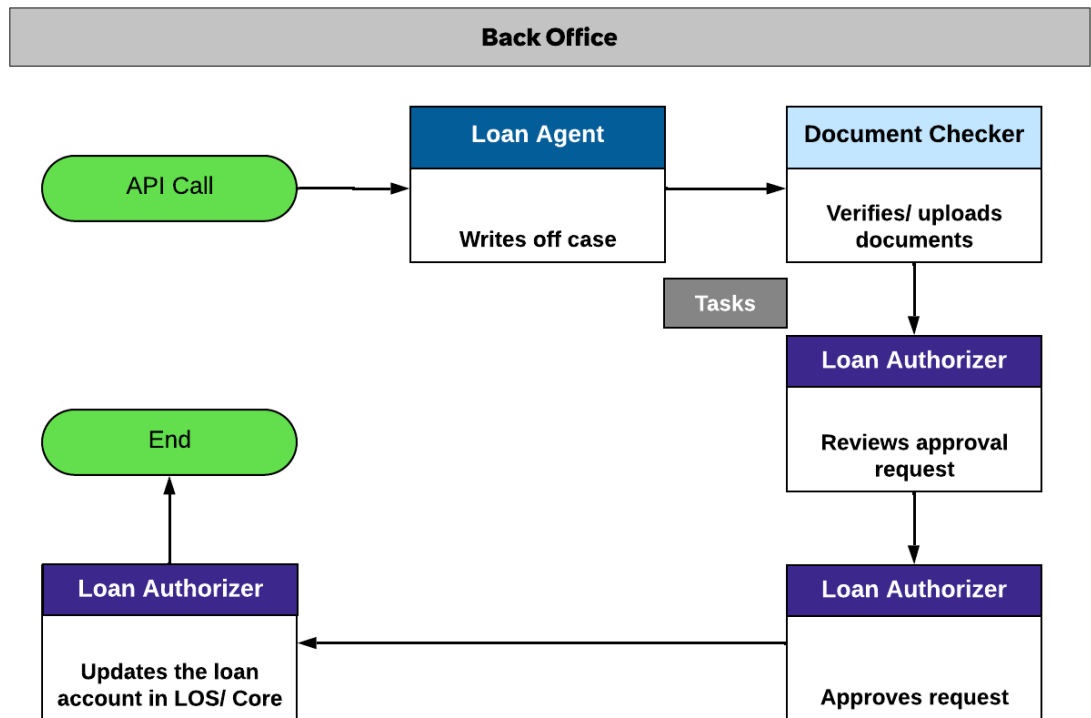 Back Office
API Call
Loan Agent
Writes off case
Document Checker
Verifies/ uploads
documents
Tasks
Loan Authorizer
Reviews approval
request
End
Loan Authorizer
Updates the loan
account in LOS/ Core
Loan Authorizer
Approves request